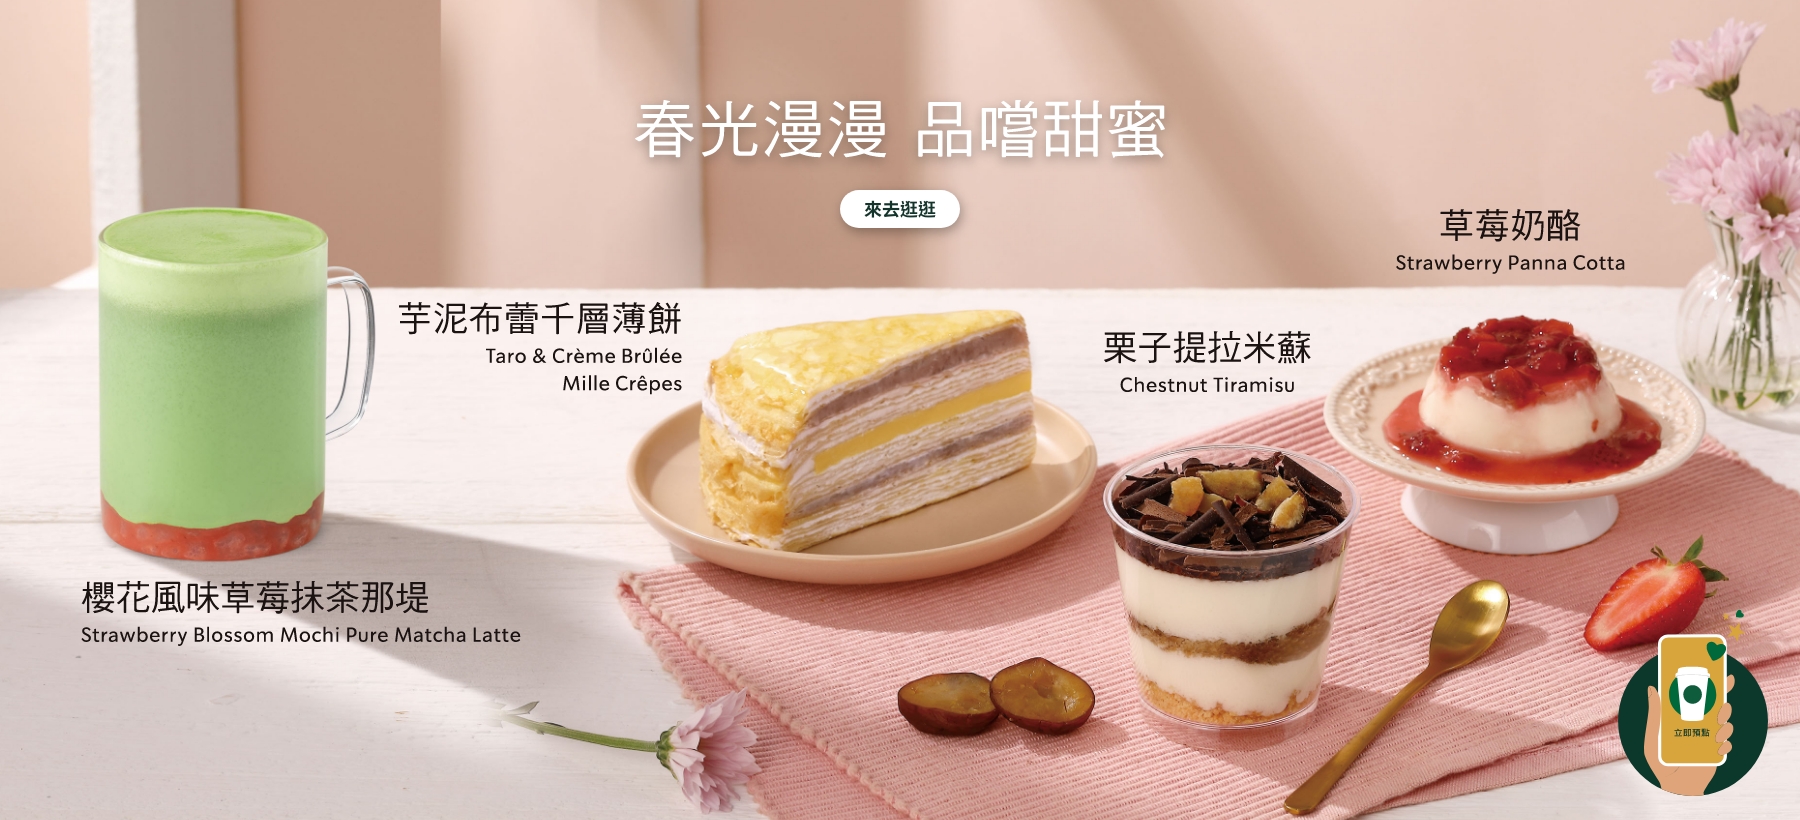 春光漫漫 品嚐甜蜜
來去逛逛
草莓奶酪
Strawberry Panna Cotta
芋泥布蕾千層薄餅
Taro & Crème Brûlée
Mille Crêpes
栗子提拉米蘇
Chestnut Tiramisu
櫻花風味草莓抹茶那堤
Strawberry Blossom Mochi Pure Matcha Latte
立即預點